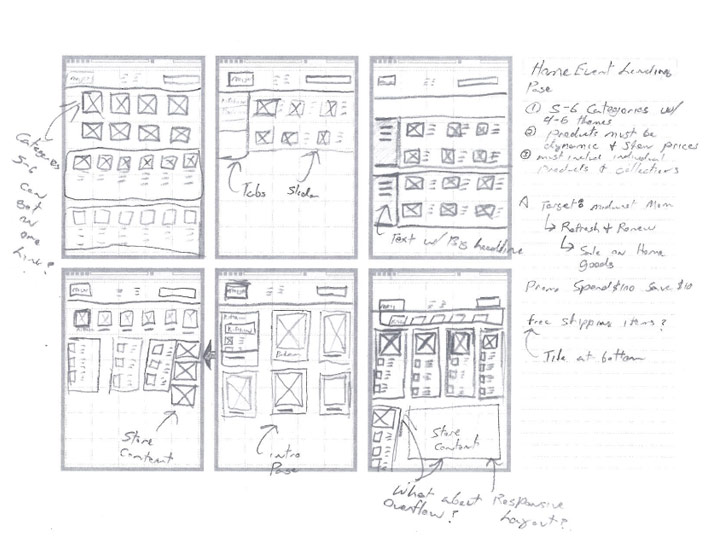 Home Event Landing
Page
① 5-6 Categories w/
4-6 themes
② products must be
dynamic & show prices
③ must include individual
products & collections
Target: midwest mom
↳ Refresh & Renew
↳ Sale on Home
goods
Promo Spend $100 Save $10
free shipping items?
Tile at bottom
Categories
5-6
can
but
on
one
line?
Tabs
Slider
Text w/ Big headline
Store
Content
intro
Page
Store
Content
What about
Overflow?
Responsive
Layout?